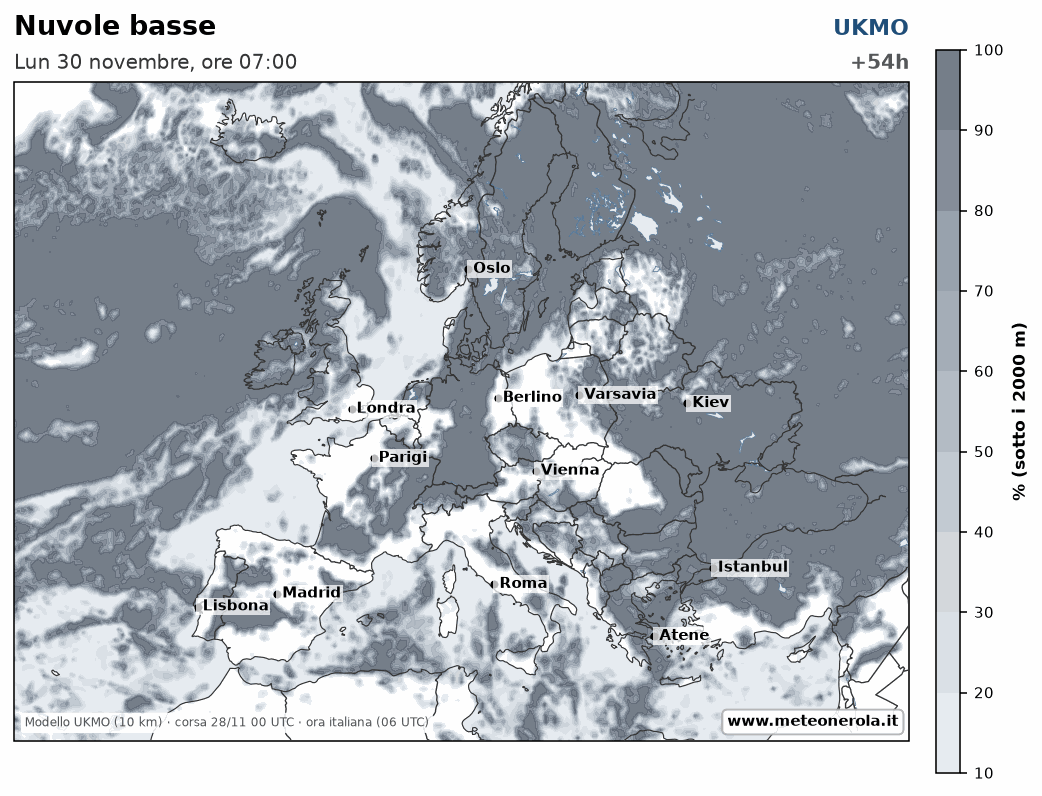 Nuvole basse
UKMO
Lun 30 novembre, ore 07:00
+54h
Oslo
Londra
Berlino
Varsavia
Kiev
Parigi
Vienna
Istanbul
Roma
Madrid
Lisbona
Atene
Modello UKMO (10 km) · corsa 28/11 00 UTC · ora italiana (06 UTC)
www.meteonerola.it
100
90
80
70
60
50
40
30
20
10
% (sotto i 2000 m)